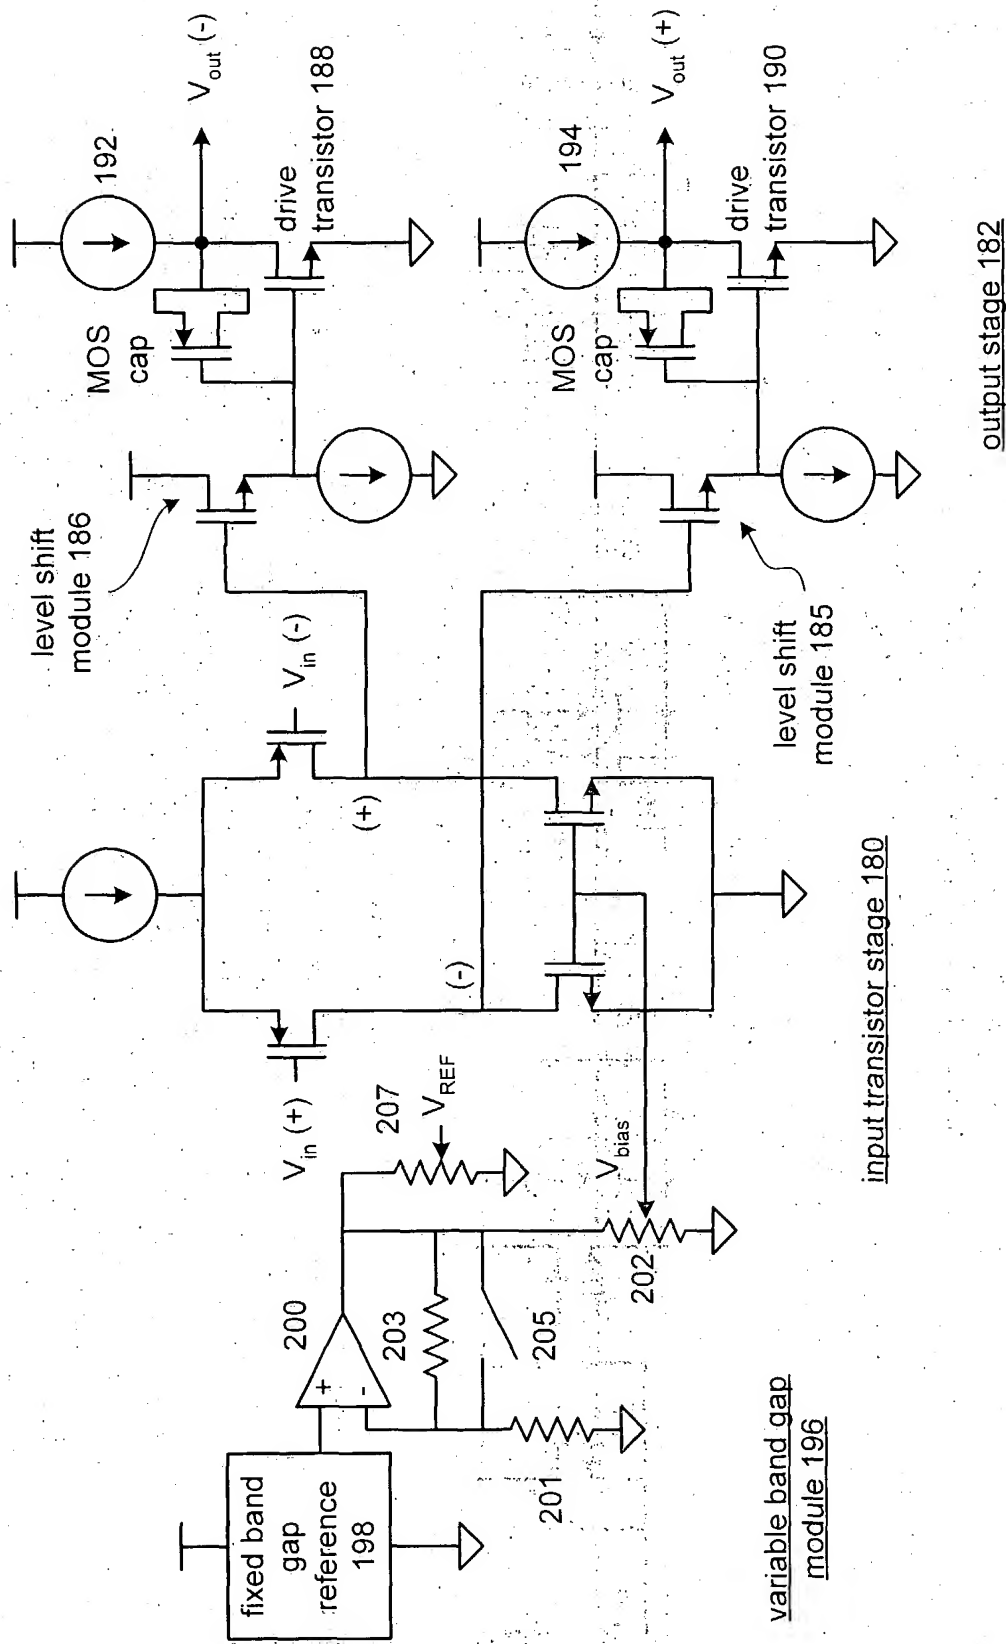 fixed band
gap
reference
198
+
-
200
203
205
201
207
V_REF
V_bias
202
variable band gap
module 196
V_in (+)
V_in (-)
(+)
(-)
input transistor stage 180
level shift
module 186
level shift
module 185
MOS
cap
192
V_out (-)
drive
transistor 188
MOS
cap
194
V_out (+)
drive
transistor 190
output stage 182